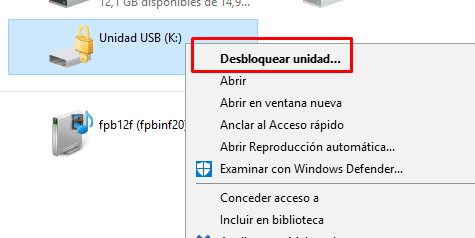 12,1 GB disponibles de 14,9...
Unidad USB (K:)
Desbloquear unidad...
Abrir
Abrir en ventana nueva
Anclar al Acceso rápido
fpb12f (fpbinf20)
Abrir Reproducción automática...
Examinar con Windows Defender...
Conceder acceso a
Incluir en biblioteca